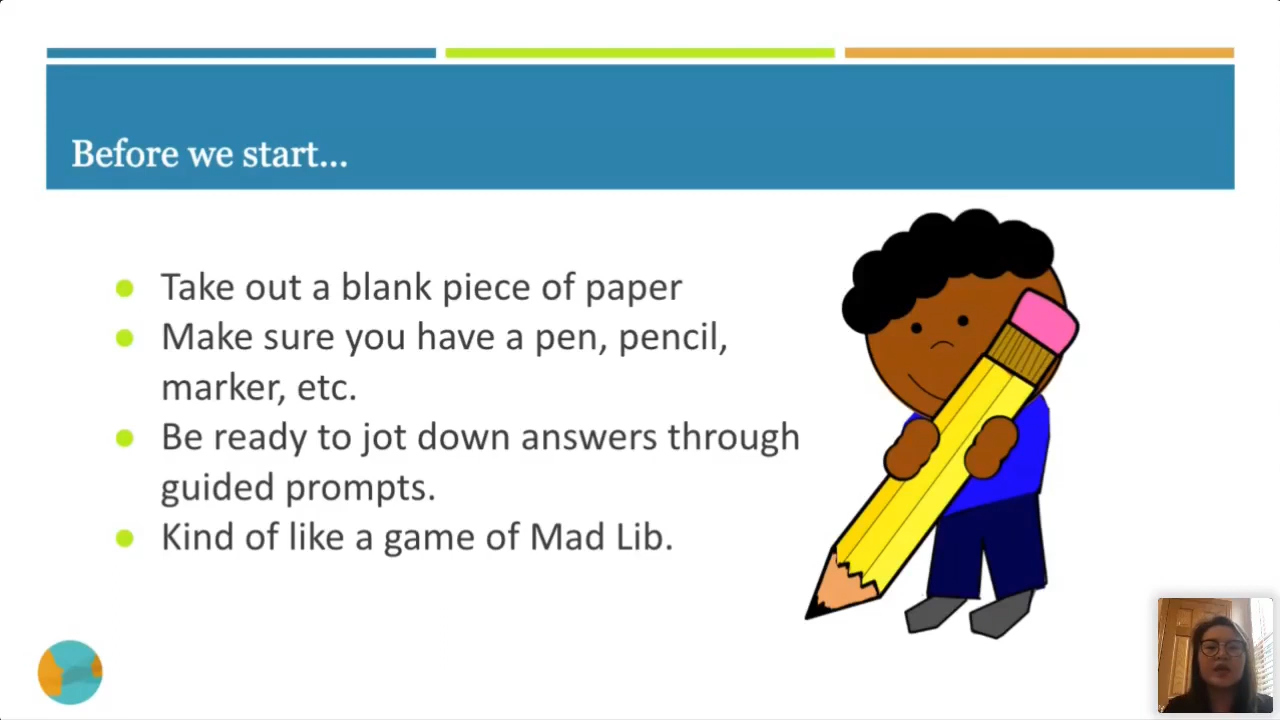 Before we start...
Take out a blank piece of paper
Make sure you have a pen, pencil,
marker, etc.
Be ready to jot down answers through
guided prompts.
Kind of like a game of Mad Lib.